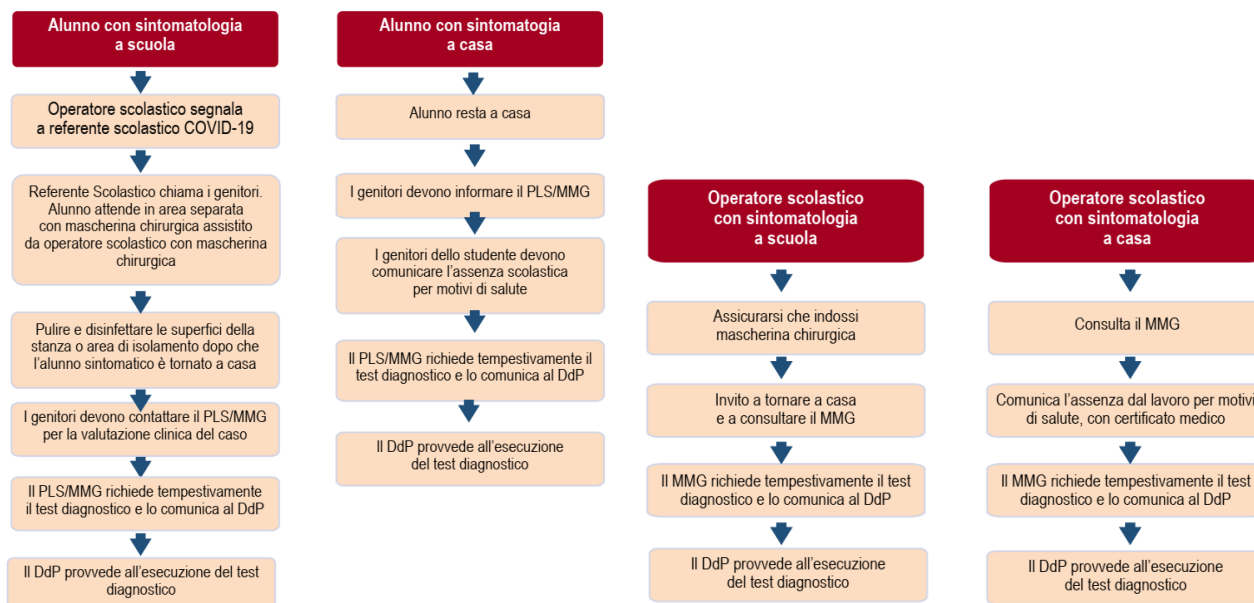 Alunno con sintomatologia
a scuola
Operatore scolastico segnala
a referente scolastico COVID-19
Referente Scolastico chiama i genitori.
Alunno attende in area separata
con mascherina chirurgica assistito
da operatore scolastico con mascherina
chirurgica
Pulire e disinfettare le superfici della
stanza o area di isolamento dopo che
l'alunno sintomatico è tornato a casa
I genitori devono contattare il PLS/MMG
per la valutazione clinica del caso
Il PLS/MMG richiede tempestivamente
il test diagnostico e lo comunica al DdP
Il DdP provvede all'esecuzione del test
diagnostico
Alunno con sintomatogia
a casa
Alunno resta a casa
I genitori devono informare il PLS/MMG
I genitori dello studente devono
comunicare l'assenza scolastica
per motivi di salute
Il PLS/MMG richiede tempestivamente il
test diagnostico e lo comunica al DdP
Il DdP provvede all'esecuzione
del test diagnostico
Operatore scolastico
con sintomatologia
a scuola
Assicurarsi che indossi
mascherina chirurgica
Invito a tornare a casa
e a consultare il MMG
Il MMG richiede tempestivamente il test
diagnostico e lo comunica al DdP
Il DdP provvede all'esecuzione
del test diagnostico
Operatore scolastico
con sintomatologia
a casa
Consulta il MMG
Comunica l'assenza dal lavoro per motivi
di salute, con certificato medico
Il MMG richiede tempestivamente il test
diagnostico e lo comunica al DdP
Il DdP provvede all'esecuzione
del test diagnostico